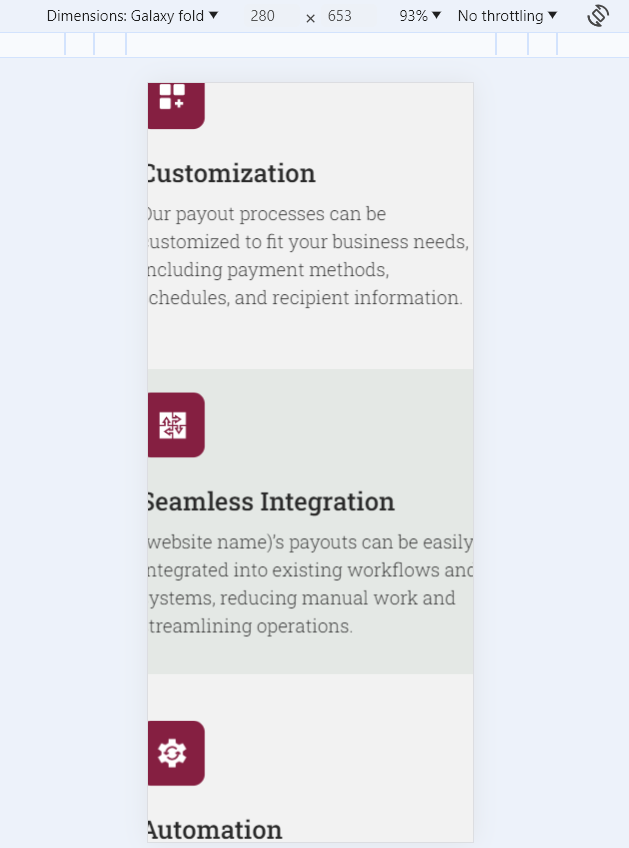 Dimensions: Galaxy fold ▼ 280 × 653 93% ▼ No throttling ▼
Customization
Our payout processes can be
customized to fit your business needs,
including payment methods,
schedules, and recipient information.
Seamless Integration
(website name)'s payouts can be easily
integrated into existing workflows and
systems, reducing manual work and
streamlining operations.
Automation